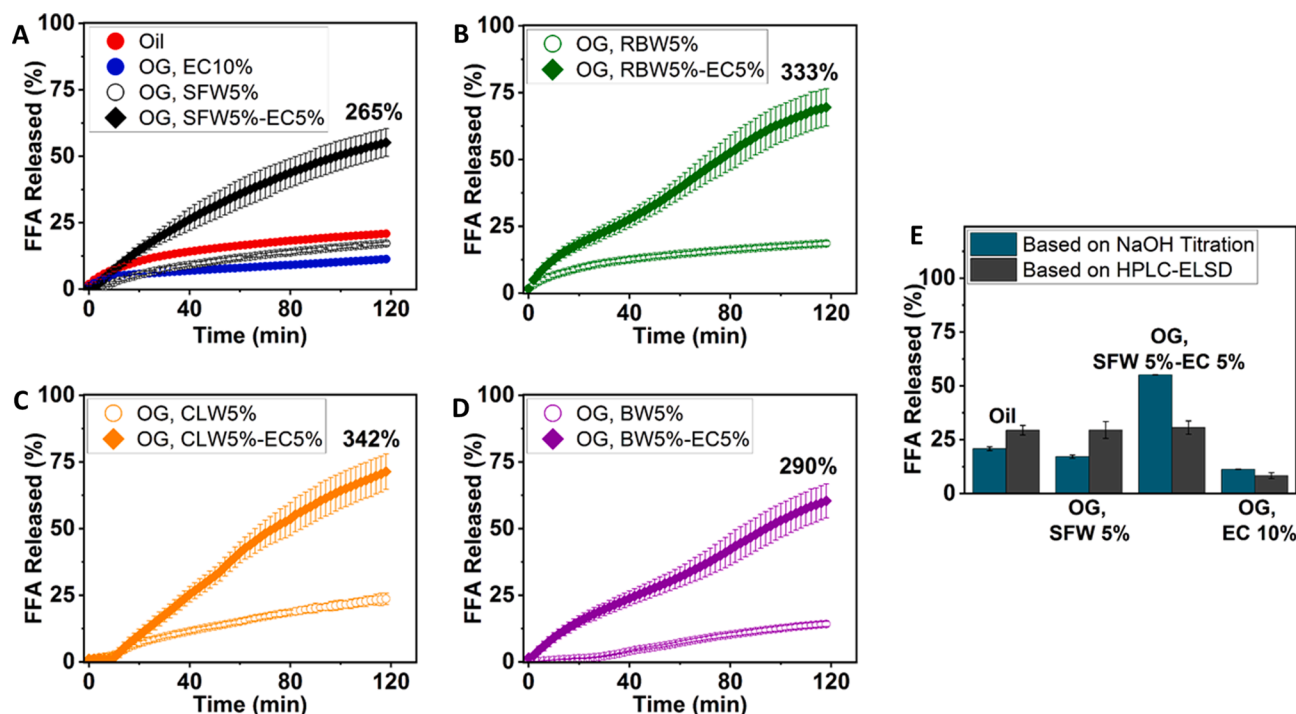 A
100
75
50
25
0
FFA Released (%)
Oil
OG, EC10%
OG, SFW5%
OG, SFW5%-EC5%
265%
0
40
80
120
Time (min)
B
100
75
50
25
0
FFA Released (%)
OG, RBW5%
OG, RBW5%-EC5%
333%
0
40
80
120
Time (min)
C
100
75
50
25
0
FFA Released (%)
OG, CLW5%
OG, CLW5%-EC5%
342%
0
40
80
120
Time (min)
D
100
75
50
25
0
FFA Released (%)
OG, BW5%
OG, BW5%-EC5%
290%
0
40
80
120
Time (min)
E
Based on NaOH Titration
Based on HPLC-ELSD
100
75
50
25
0
FFA Released (%)
Oil
OG,
SFW 5%
OG,
SFW 5%-EC 5%
OG,
EC 10%